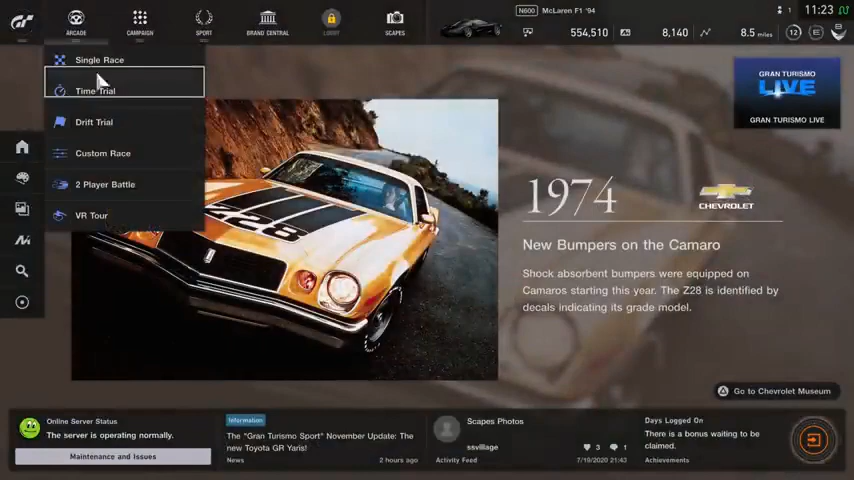 GT
ARCADE
CAMPAIGN
SPORT
BRAND CENTRAL
LOBBY
SCAPES
N600
McLaren F1 '94
1
11:23
554,510
8,140
8.5 miles
12
E
Single Race
Time Trial
Drift Trial
Custom Race
2 Player Battle
VR Tour
GRAN TURISMO
LIVE
GRAN TURISMO LIVE
Z28
1974
CHEVROLET
New Bumpers on the Camaro
Shock absorbent bumpers were equipped on
Camaros starting this year. The Z28 is identified by
decals indicating its grade model.
Go to Chevrolet Museum
Online Server Status
The server is operating normally.
Maintenance and Issues
Information
The "Gran Turismo Sport" November Update: The
new Toyota GR Yaris!
News
2 hours ago
Scapes Photos
ssvillage
3
1
Activity Feed
7/19/2020 21:43
Days Logged On
There is a bonus waiting to be
claimed.
Achievements